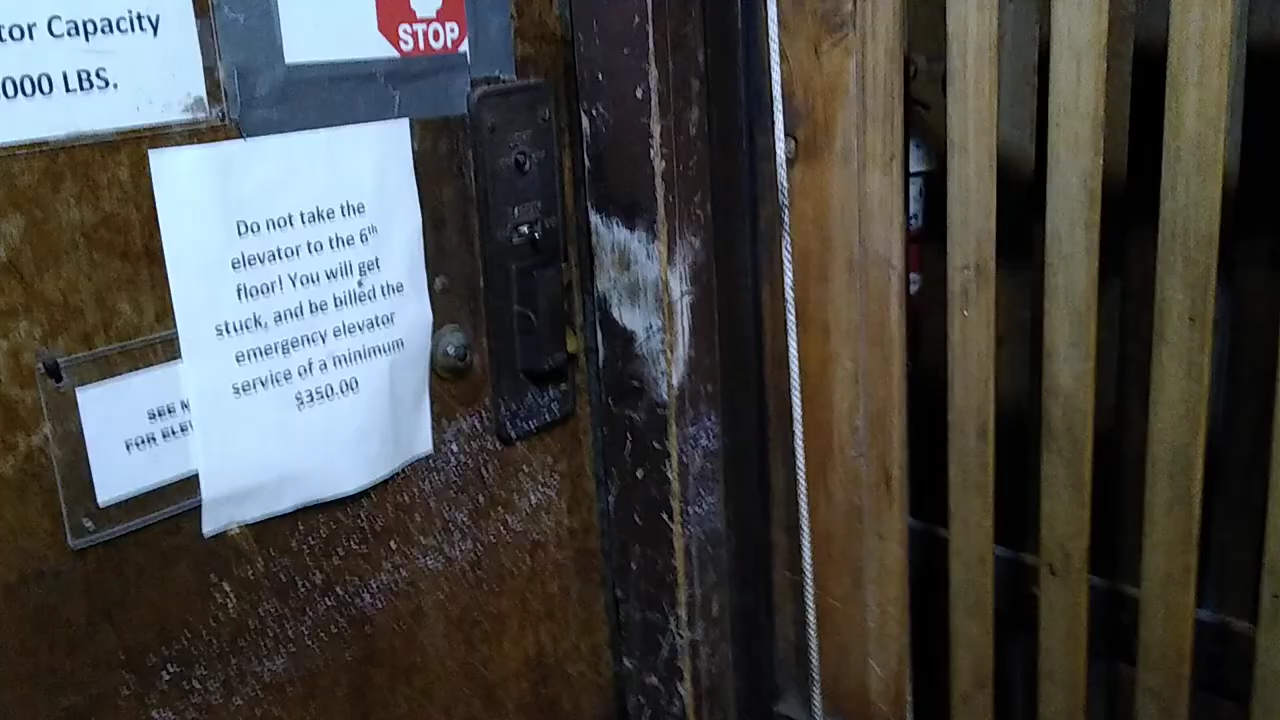 tor Capacity
000 LBS.
STOP
Do not take the
elevator to the 6th
floor! You will get
stuck, and be billed the
emergency elevator
service of a minimum
$350.00
SEE
FOR